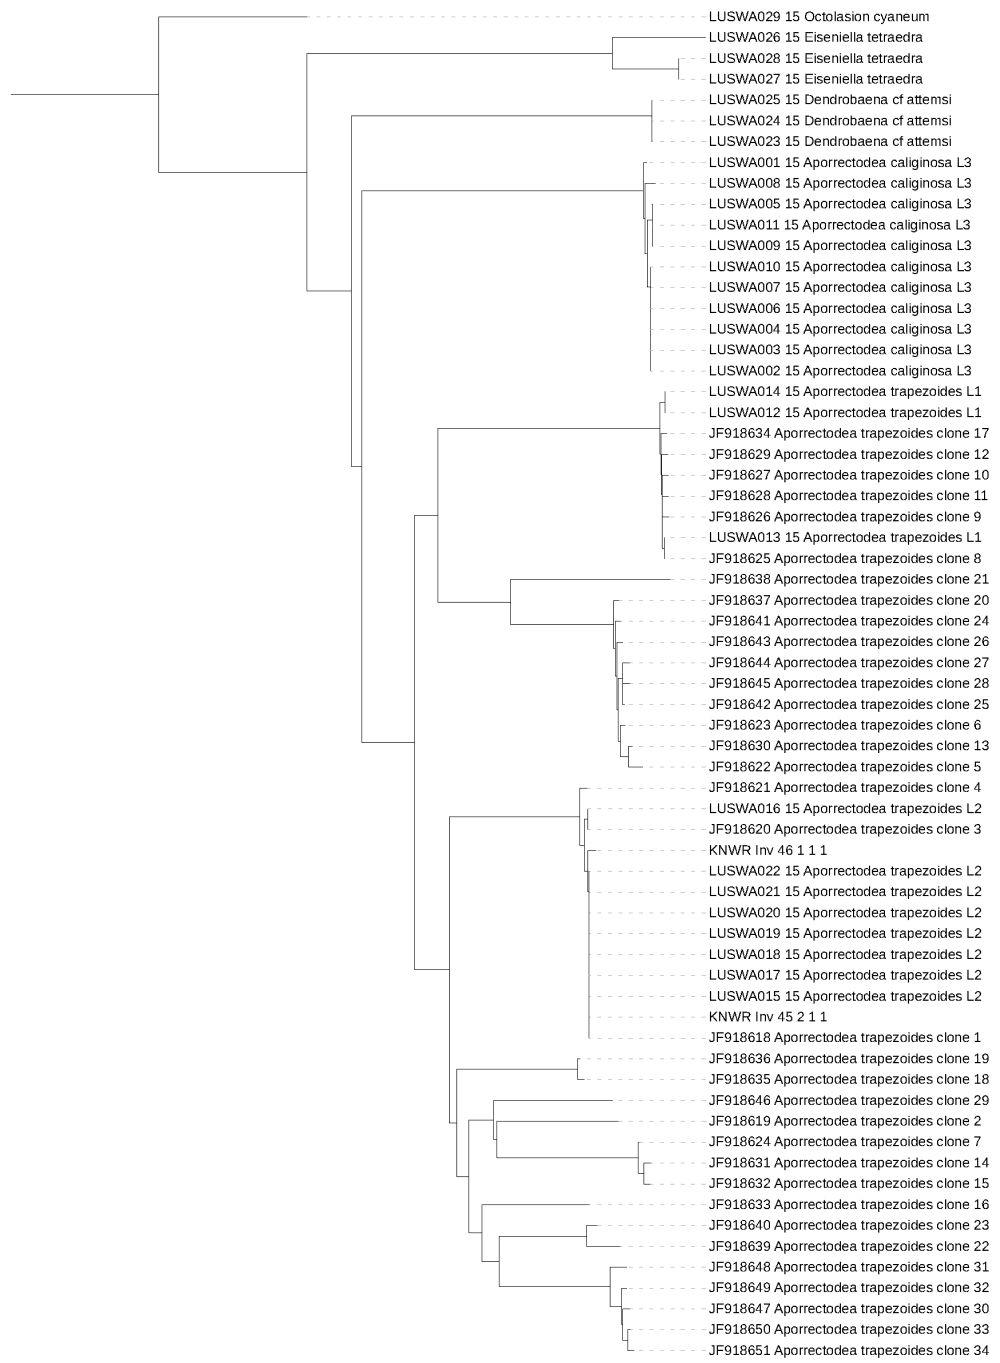 LUSWA029 15 Octolasion cyaneum
LUSWA026 15 Eiseniella tetraedra
LUSWA028 15 Eiseniella tetraedra
LUSWA027 15 Eiseniella tetraedra
LUSWA025 15 Dendrobaena cf attemsi
LUSWA024 15 Dendrobaena cf attemsi
LUSWA023 15 Dendrobaena cf attemsi
LUSWA001 15 Aporrectodea caliginosa L3
LUSWA008 15 Aporrectodea caliginosa L3
LUSWA005 15 Aporrectodea caliginosa L3
LUSWA011 15 Aporrectodea caliginosa L3
LUSWA009 15 Aporrectodea caliginosa L3
LUSWA010 15 Aporrectodea caliginosa L3
LUSWA007 15 Aporrectodea caliginosa L3
LUSWA006 15 Aporrectodea caliginosa L3
LUSWA004 15 Aporrectodea caliginosa L3
LUSWA003 15 Aporrectodea caliginosa L3
LUSWA002 15 Aporrectodea caliginosa L3
LUSWA014 15 Aporrectodea trapezoides L1
LUSWA012 15 Aporrectodea trapezoides L1
JF918634 Aporrectodea trapezoides clone 17
JF918629 Aporrectodea trapezoides clone 12
JF918627 Aporrectodea trapezoides clone 10
JF918628 Aporrectodea trapezoides clone 11
JF918626 Aporrectodea trapezoides clone 9
LUSWA013 15 Aporrectodea trapezoides L1
JF918625 Aporrectodea trapezoides clone 8
JF918638 Aporrectodea trapezoides clone 21
JF918637 Aporrectodea trapezoides clone 20
JF918641 Aporrectodea trapezoides clone 24
JF918643 Aporrectodea trapezoides clone 26
JF918644 Aporrectodea trapezoides clone 27
JF918645 Aporrectodea trapezoides clone 28
JF918642 Aporrectodea trapezoides clone 25
JF918623 Aporrectodea trapezoides clone 6
JF918630 Aporrectodea trapezoides clone 13
JF918622 Aporrectodea trapezoides clone 5
JF918621 Aporrectodea trapezoides clone 4
LUSWA016 15 Aporrectodea trapezoides L2
JF918620 Aporrectodea trapezoides clone 3
KNWR Inv 46 1 1 1
LUSWA022 15 Aporrectodea trapezoides L2
LUSWA021 15 Aporrectodea trapezoides L2
LUSWA020 15 Aporrectodea trapezoides L2
LUSWA019 15 Aporrectodea trapezoides L2
LUSWA018 15 Aporrectodea trapezoides L2
LUSWA017 15 Aporrectodea trapezoides L2
LUSWA015 15 Aporrectodea trapezoides L2
KNWR Inv 45 2 1 1
JF918618 Aporrectodea trapezoides clone 1
JF918636 Aporrectodea trapezoides clone 19
JF918635 Aporrectodea trapezoides clone 18
JF918646 Aporrectodea trapezoides clone 29
JF918619 Aporrectodea trapezoides clone 2
JF918624 Aporrectodea trapezoides clone 7
JF918631 Aporrectodea trapezoides clone 14
JF918632 Aporrectodea trapezoides clone 15
JF918633 Aporrectodea trapezoides clone 16
JF918640 Aporrectodea trapezoides clone 23
JF918639 Aporrectodea trapezoides clone 22
JF918648 Aporrectodea trapezoides clone 31
JF918649 Aporrectodea trapezoides clone 32
JF918647 Aporrectodea trapezoides clone 30
JF918650 Aporrectodea trapezoides clone 33
JF918651 Aporrectodea trapezoides clone 34